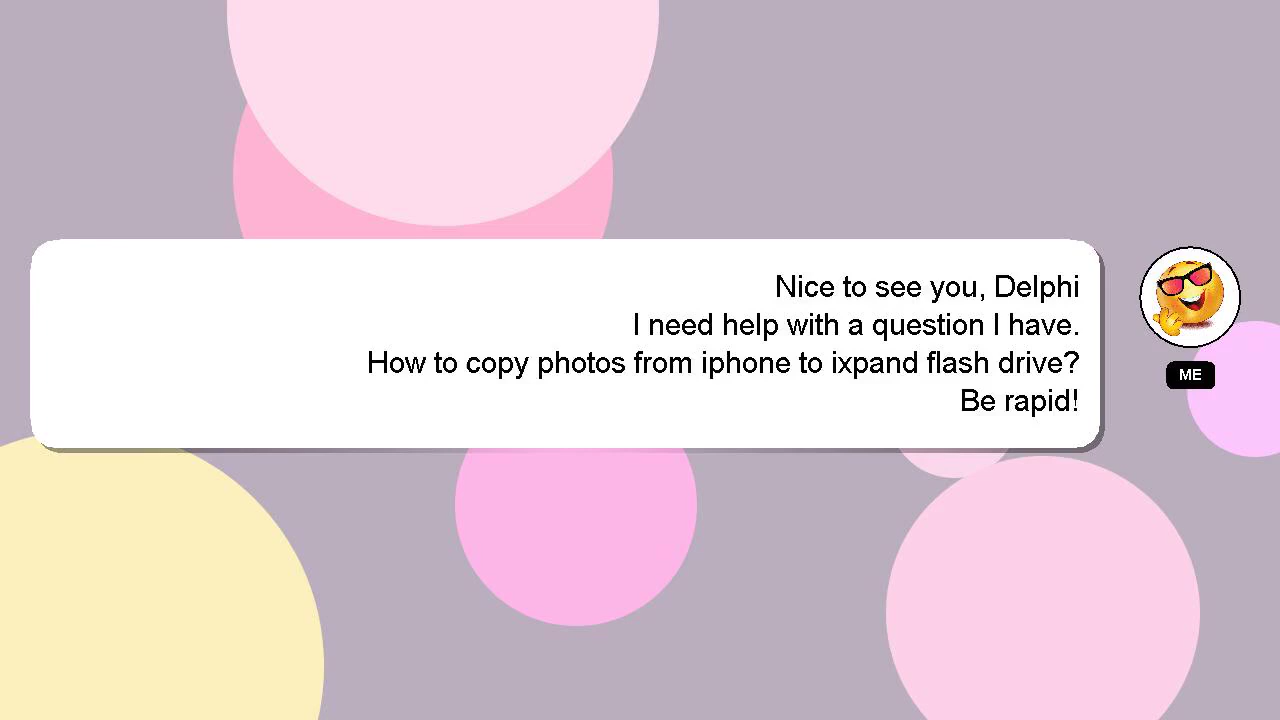 Nice to see you, Delphi
I need help with a question I have.
How to copy photos from iphone to ixpand flash drive?
Be rapid!
ME